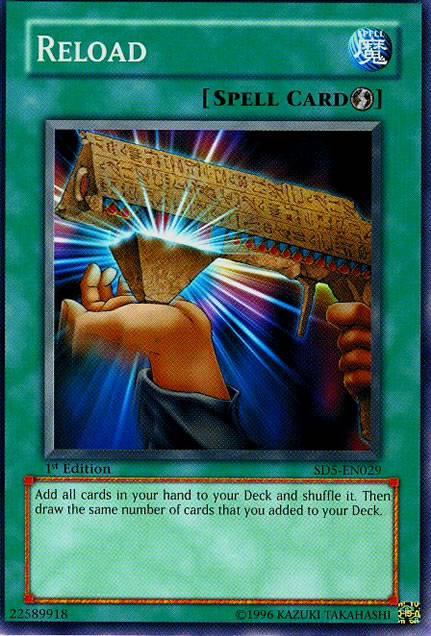 RELOAD
SPELL
魔
[SPELL CARD]
1st Edition
SD5-EN029
Add all cards in your hand to your Deck and shuffle it. Then
draw the same number of cards that you added to your Deck.
22589918
©1996 KAZUKI TAKAHASHI